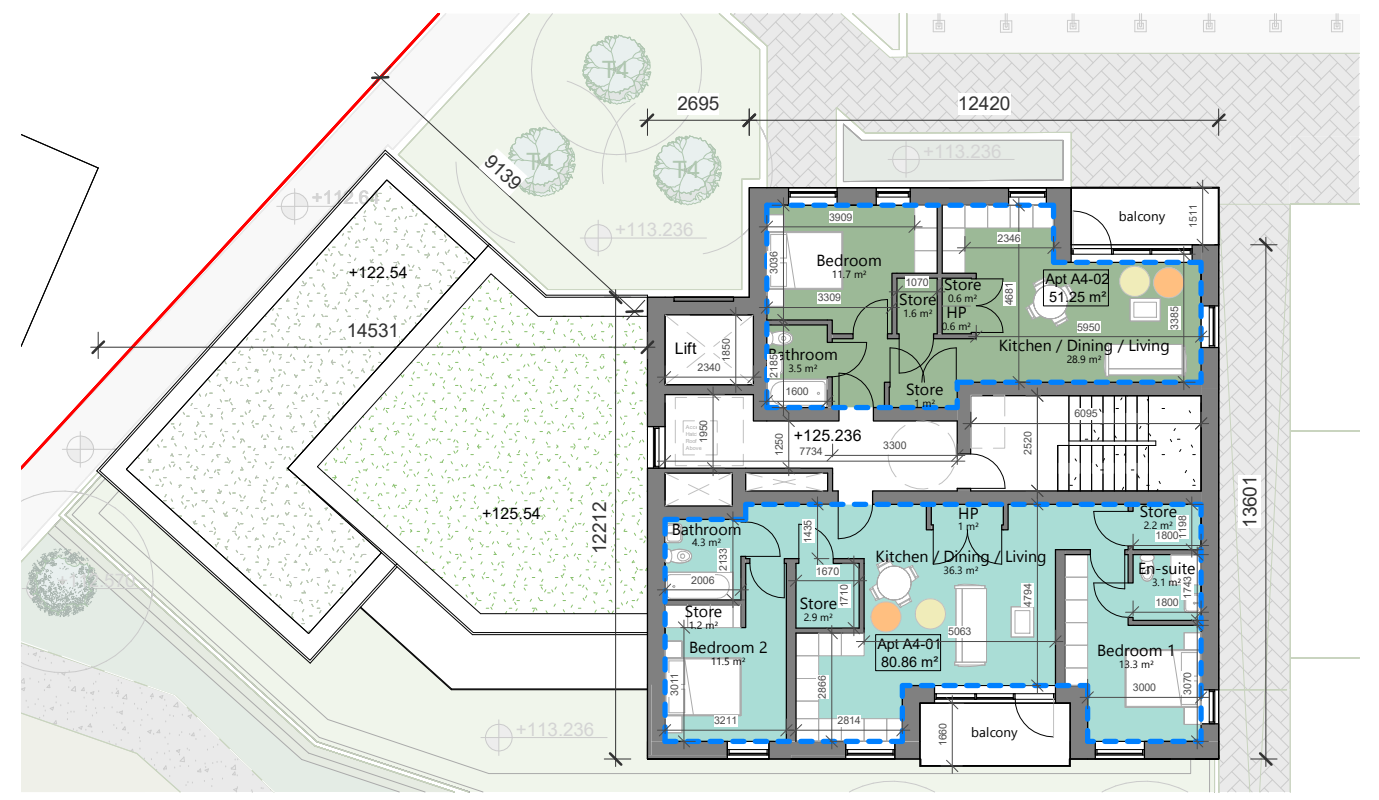 T4
2695
12420
T4
T4
9139
+113.236
+112.64
+113.236
1511
balcony
3909
2346
3036
Bedroom
11.7 m²
+122.54
1070
Store
0.6 m²
Apt A4-02
51.25 m²
3309
Store
1.6 m²
HP
0.6 m²
4681
3385
14531
5950
Lift
1850
2340
Bathroom
3.5 m²
2185
Kitchen / Dining / Living
28.9 m²
1600
Store
1 m²
6095
1950
1250
+125.236
7734
3300
2520
+125.54
12212
13601
Bathroom
4.3 m²
1435
HP
1 m²
Store
2.2 m²
1198
1800
2133
Kitchen / Dining / Living
36.3 m²
En-suite
3.1 m²
1743
2006
1670
1710
4794
1800
Store
1.2 m²
Store
2.9 m²
5063
Bedroom 2
11.5 m²
Apt A4-01
80.86 m²
Bedroom 1
13.3 m²
3011
2866
3000
3070
3211
2814
+113.236
1660
balcony